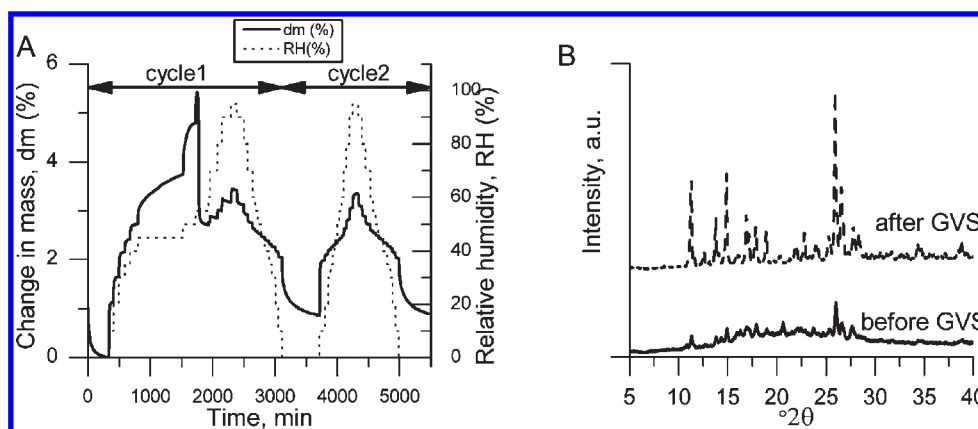 A
dm (%)
RH(%)
cycle1
cycle2
Change in mass, dm (%)
6
4
2
0
100
80
60
40
20
0
Relative humidity, RH (%)
0
1000
2000
3000
4000
5000
Time, min
B
Intensity, a.u.
after GVS
before GVS
5
10
15
20
25
30
35
40
°2θ